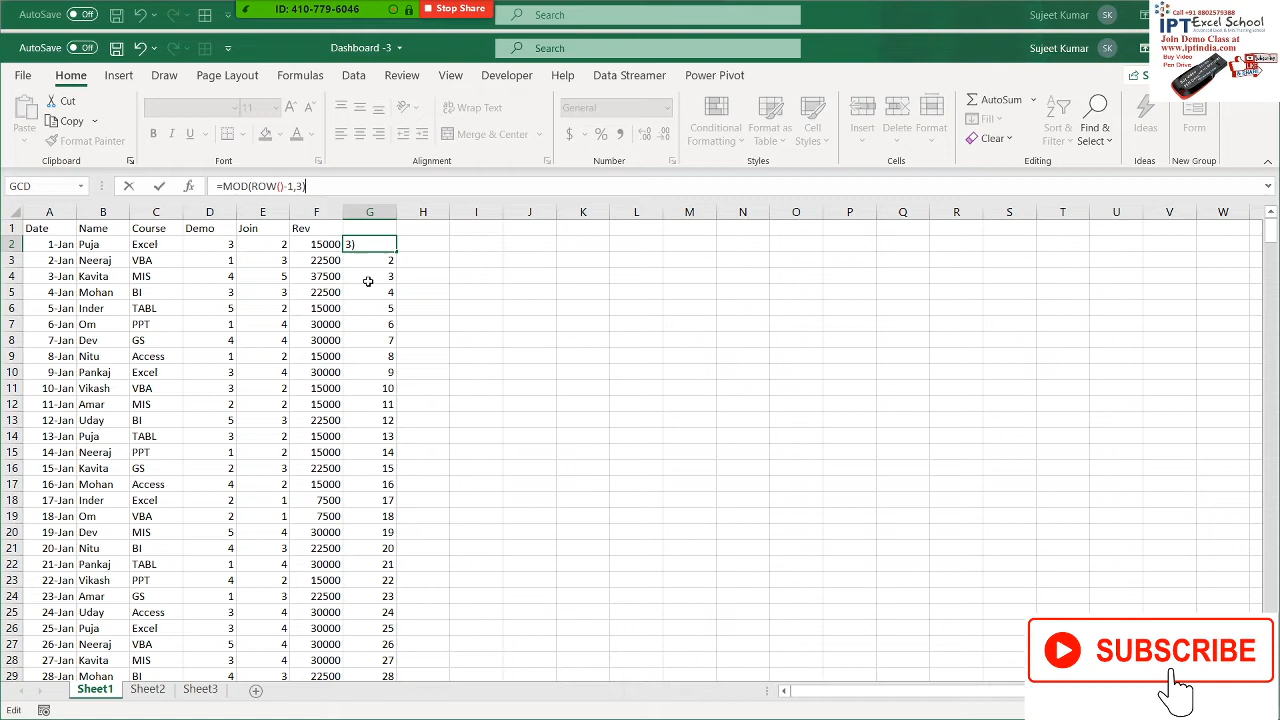 AutoSave Off
ID: 410-779-6046
Stop Share
Search
Sujeet Kumar
SK
AutoSave Off
Dashboard -3
Search
Sujeet Kumar
SK
Call +91 8802579388
IPT Excel School
Join Demo Class at
www.iptindia.com
Buy Video
Pen Drive
File Home Insert Draw Page Layout Formulas Data Review View Developer Help Data Streamer Power Pivot
Paste
Cut
Copy
Format Painter
Clipboard
11
B I U
Font
Wrap Text
Merge & Center
Alignment
General
Number
Conditional Formatting
Format as Table
Cell Styles
Styles
Insert Delete Format
Cells
AutoSum
Fill
Clear
Sort & Filter
Find & Select
Editing
Ideas
Ideas
Form
New Group
GCD =MOD(ROW()-1,3)
A B C D E F G H I J K L M N O P Q R S T U V W
1 Date Name Course Demo Join Rev
2 1-Jan Puja Excel 3 2 15000 3)
3 2-Jan Neeraj VBA 1 3 22500 2
4 3-Jan Kavita MIS 4 5 37500 3
5 4-Jan Mohan BI 3 3 22500 4
6 5-Jan Inder TABL 5 2 15000 5
7 6-Jan Om PPT 1 4 30000 6
8 7-Jan Dev GS 4 4 30000 7
9 8-Jan Nitu Access 1 2 15000 8
10 9-Jan Pankaj Excel 3 4 30000 9
11 10-Jan Vikash VBA 3 2 15000 10
12 11-Jan Amar MIS 2 2 15000 11
13 12-Jan Uday BI 5 3 22500 12
14 13-Jan Puja TABL 3 2 15000 13
15 14-Jan Neeraj PPT 1 2 15000 14
16 15-Jan Kavita GS 2 3 22500 15
17 16-Jan Mohan Access 4 2 15000 16
18 17-Jan Inder Excel 2 1 7500 17
19 18-Jan Om VBA 2 1 7500 18
20 19-Jan Dev MIS 5 4 30000 19
21 20-Jan Nitu BI 4 3 22500 20
22 21-Jan Pankaj TABL 1 4 30000 21
23 22-Jan Vikash PPT 4 2 15000 22
24 23-Jan Amar GS 1 3 22500 23
25 24-Jan Uday Access 3 4 30000 24
26 25-Jan Puja Excel 3 4 30000 25
27 26-Jan Neeraj VBA 5 4 30000 26
28 27-Jan Kavita MIS 3 4 30000 27
29 28-Jan Mohan BI 4 3 22500 28
SUBSCRIBE
Sheet1 Sheet2 Sheet3
Edit